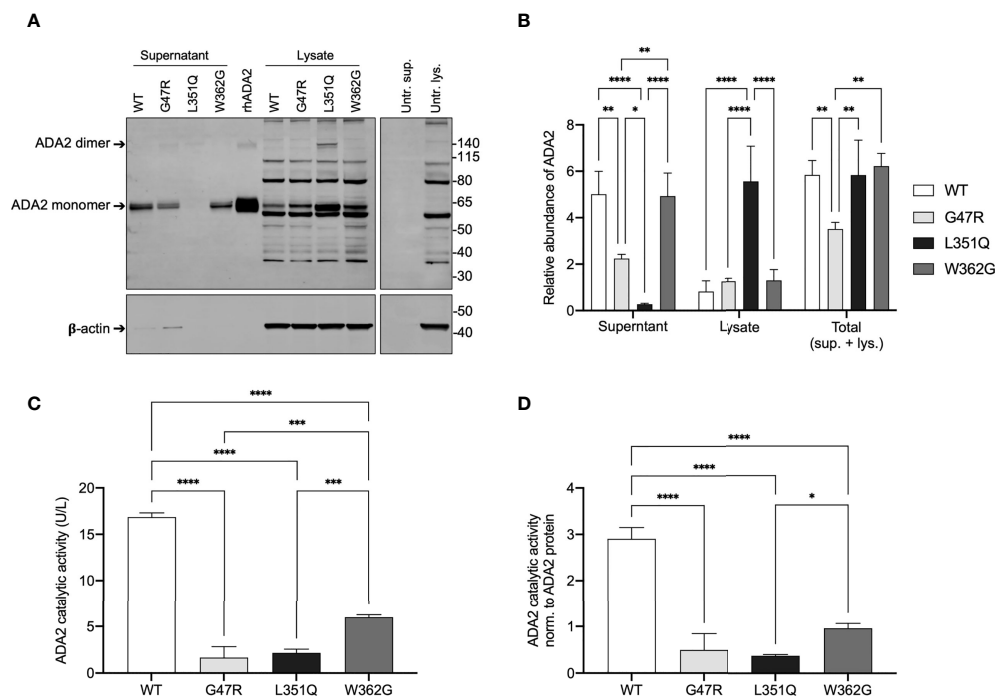 A
Supernatant
Lysate
WT
G47R
L351Q
W362G
rhADA2
WT
G47R
L351Q
W362G
Untr. sup.
Untr. lys.
ADA2 dimer
ADA2 monomer
β-actin
140
115
80
65
50
40
30
50
40
B
**
**** ****
** *
**** ****
****
**
** **
Relative abundance of ADA2
8
6
4
2
0
Superntant
Lysate
Total
(sup. + lys.)
WT
G47R
L351Q
W362G
C
****
***
****
**** ***
ADA2 catalytic activity (U/L)
20
15
10
5
0
WT G47R L351Q W362G
D
****
****
**** *
ADA2 catalytic activity
norm. to ADA2 protein
4
3
2
1
0
WT G47R L351Q W362G